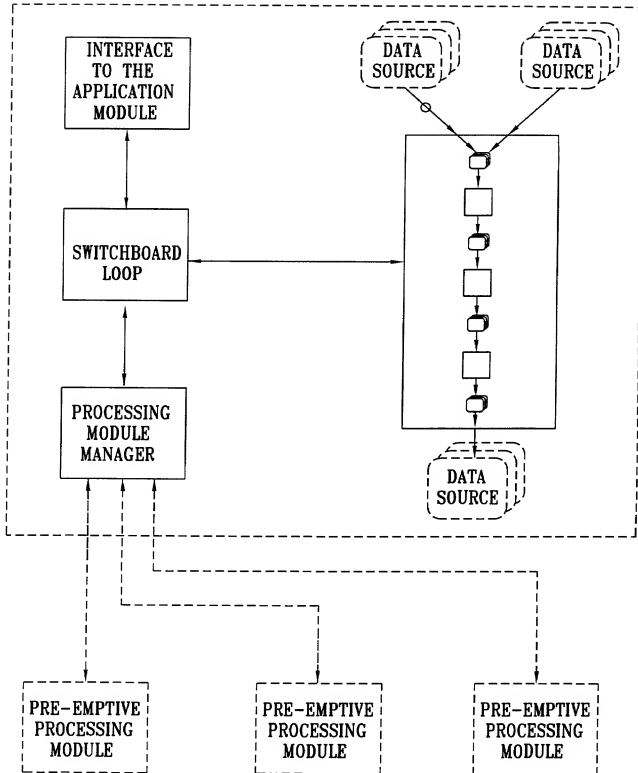 INTERFACE
TO THE
APPLICATION
MODULE
DATA
SOURCE
DATA
SOURCE
SWITCHBOARD
LOOP
PROCESSING
MODULE
MANAGER
DATA
SOURCE
PRE-EMPTIVE
PROCESSING
MODULE
PRE-EMPTIVE
PROCESSING
MODULE
PRE-EMPTIVE
PROCESSING
MODULE